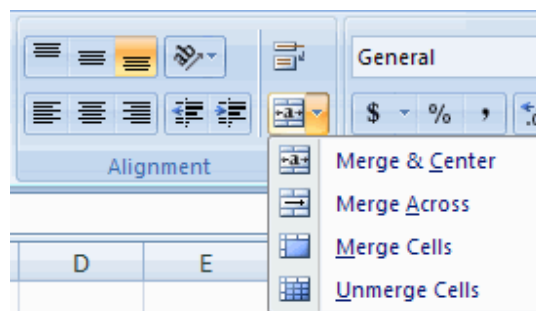 General
$ % ,
Alignment
Merge & Center
Merge Across
Merge Cells
Unmerge Cells
D E